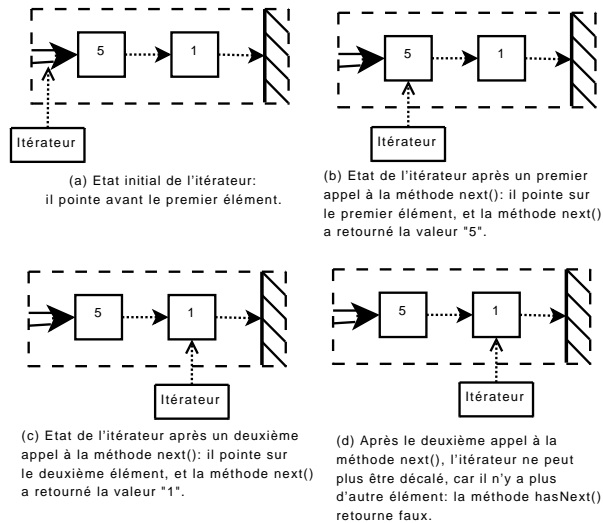 5 1
Itérateur
(a) Etat initial de l'itérateur:
il pointe avant le premier élément.
5 1
Itérateur
(b) Etat de l'itérateur après un premier
appel à la méthode next(): il pointe sur
le premier élément, et la méthode next()
a retourné la valeur "5".
5 1
Itérateur
(c) Etat de l'itérateur après un deuxième
appel à la méthode next(): il pointe sur
le deuxième élément, et la méthode next()
a retourné la valeur "1".
5 1
Itérateur
(d) Après le deuxième appel à la
méthode next(), l'itérateur ne peut
plus être décalé, car il n'y a plus
d'autre élément: la méthode hasNext()
retourne faux.